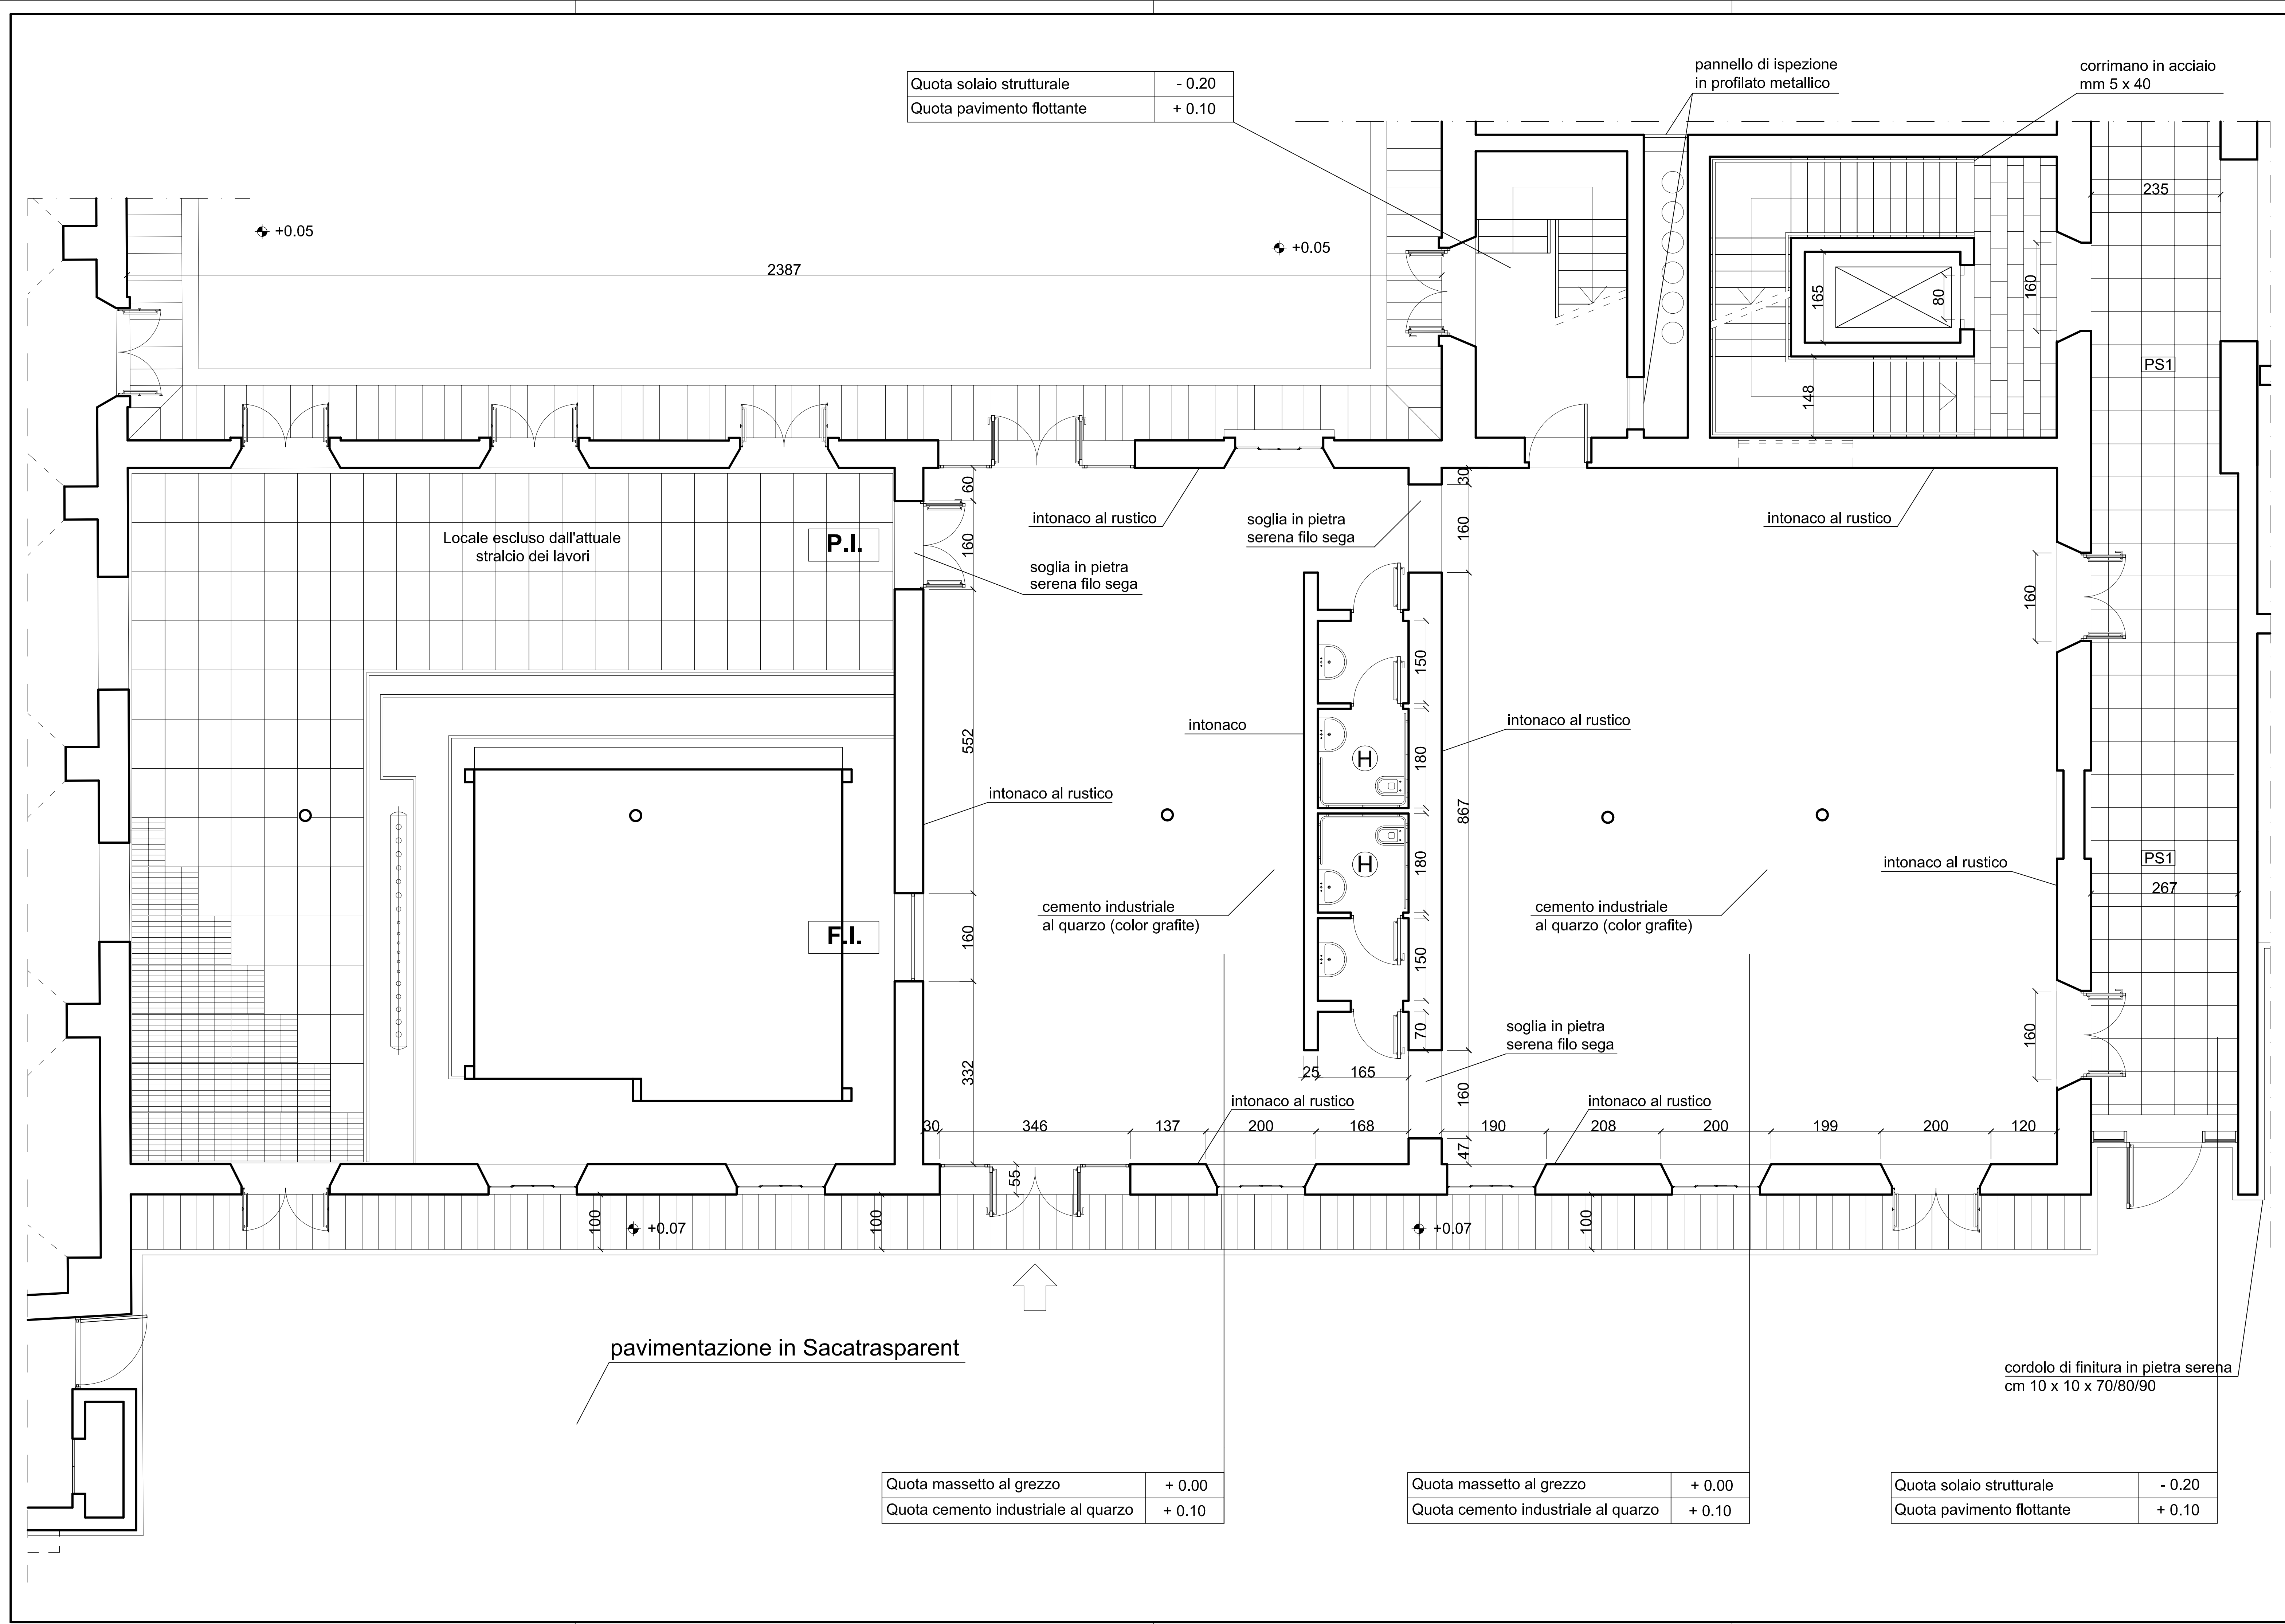 pannello di ispezione
in profilato metallico
corrimano in acciaio
mm 5 x 40
Quota solaio strutturale - 0.20
Quota pavimento flottante + 0.10
235
+0.05
+0.05
2387
165
80
160
PS1
148
60
30
intonaco al rustico
soglia in pietra
serena filo sega
intonaco al rustico
Locale escluso dall'attuale
stralcio dei lavori
P.I.
160
160
soglia in pietra
serena filo sega
160
150
intonaco
intonaco al rustico
552
H
180
intonaco al rustico
867
H
180
intonaco al rustico
PS1
267
cemento industriale
al quarzo (color grafite)
cemento industriale
al quarzo (color grafite)
F.I.
160
150
soglia in pietra
serena filo sega
70
160
332
25
165
160
intonaco al rustico
intonaco al rustico
30
346
137
200
168
190
208
200
199
200
120
47
55
100
+0.07
100
+0.07
100
pavimentazione in Sacatrasparent
cordolo di finitura in pietra serena
cm 10 x 10 x 70/80/90
Quota massetto al grezzo + 0.00
Quota cemento industriale al quarzo + 0.10
Quota massetto al grezzo + 0.00
Quota cemento industriale al quarzo + 0.10
Quota solaio strutturale - 0.20
Quota pavimento flottante + 0.10